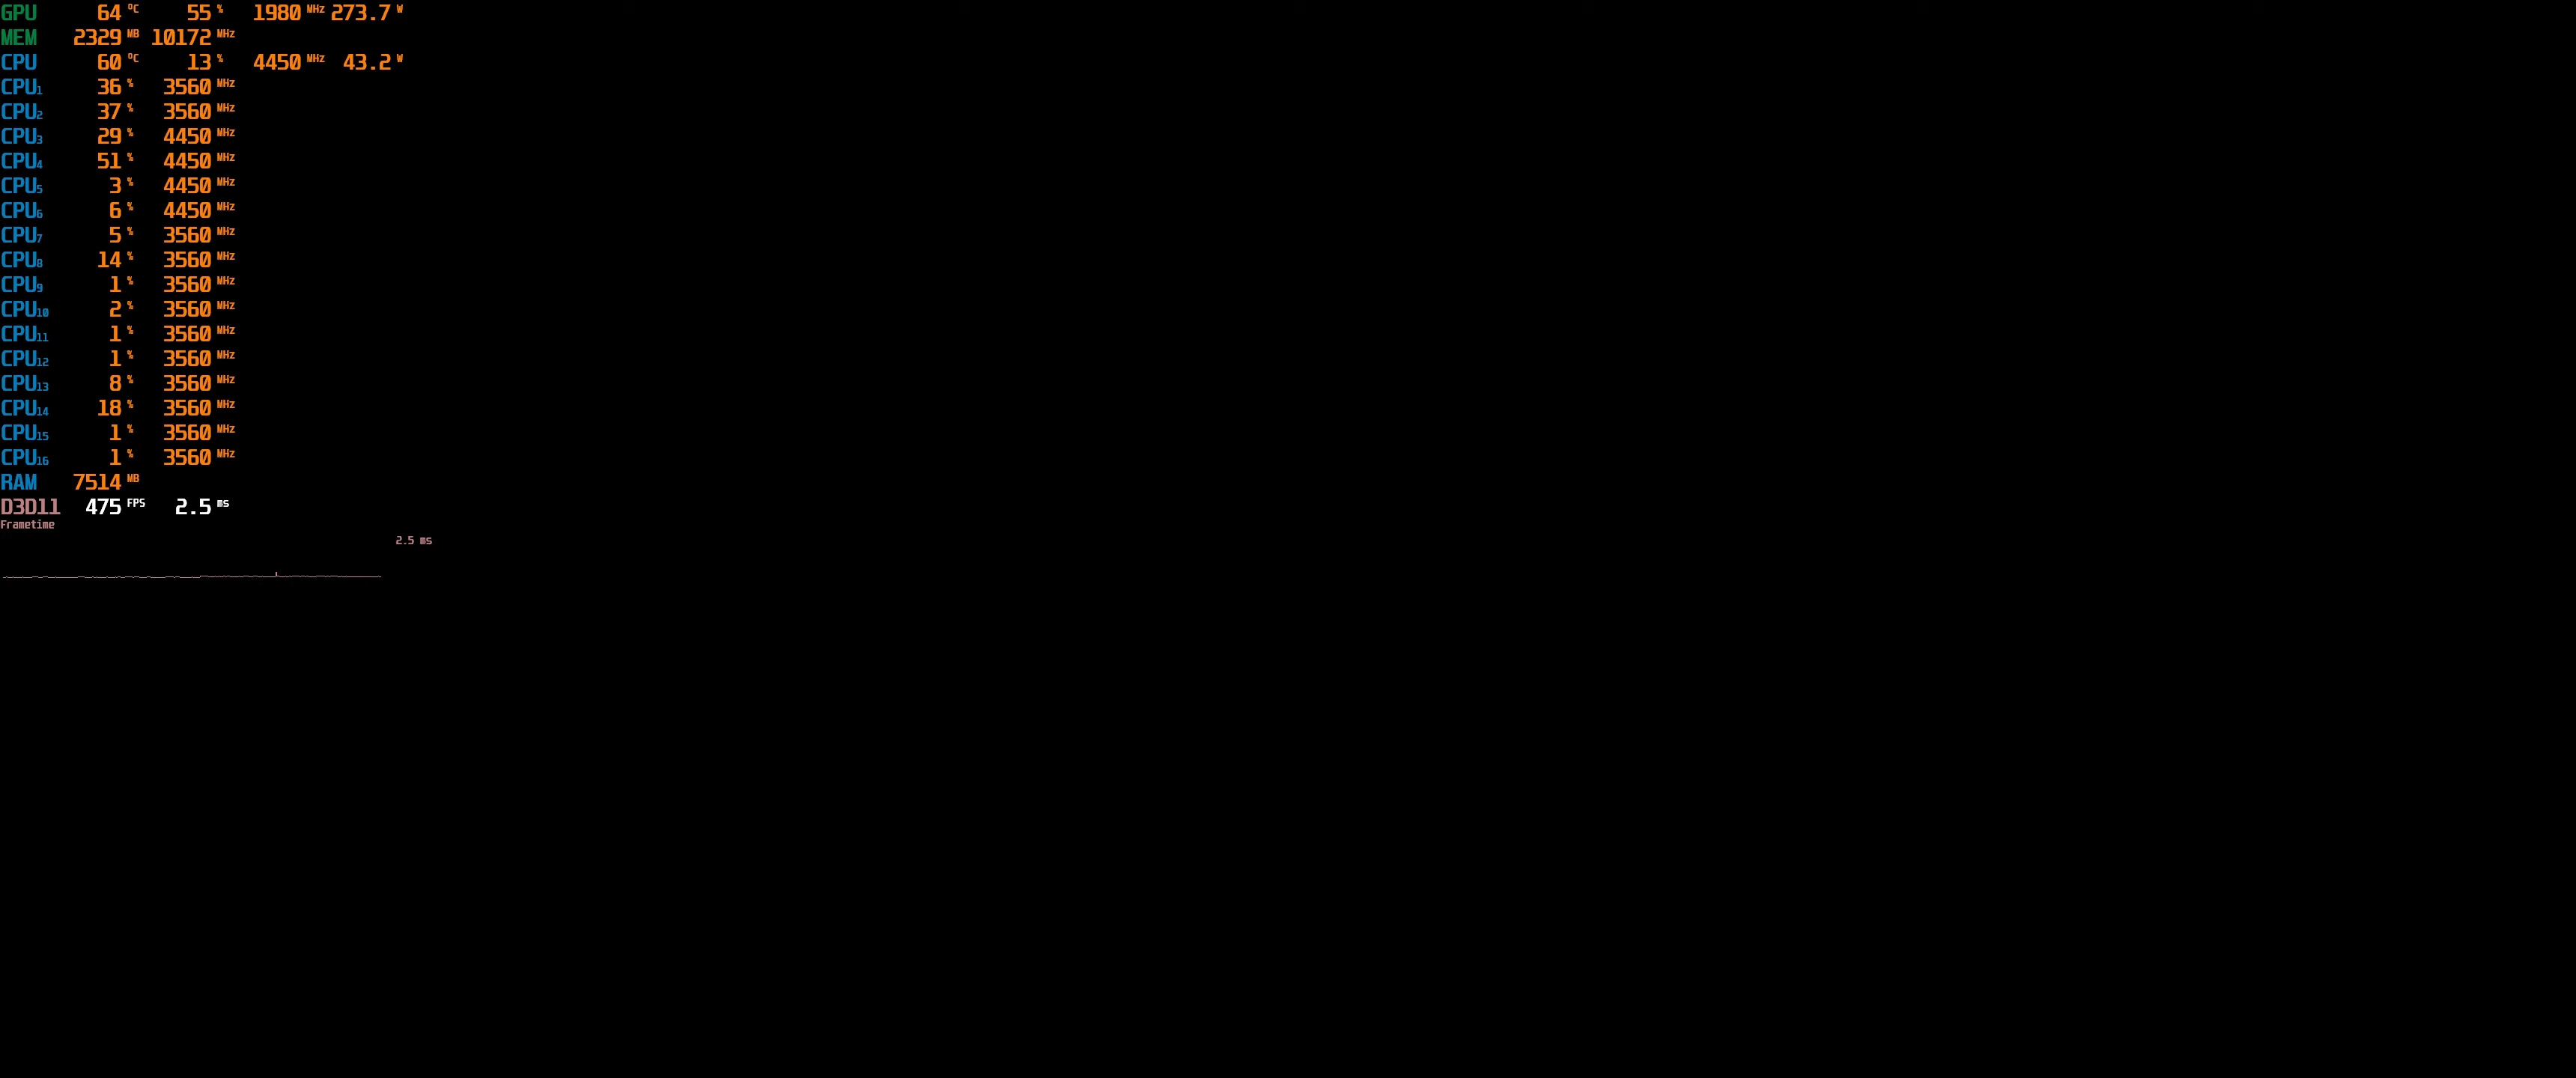 GPU 64 °C 55 % 1980 MHz 273.7 W
MEM 2329 MB 10172 MHz
CPU 60 °C 13 % 4450 MHz 43.2 W
CPU1 36 % 3560 MHz
CPU2 37 % 3560 MHz
CPU3 29 % 4450 MHz
CPU4 51 % 4450 MHz
CPU5 3 % 4450 MHz
CPU6 6 % 4450 MHz
CPU7 5 % 3560 MHz
CPU8 14 % 3560 MHz
CPU9 1 % 3560 MHz
CPU10 2 % 3560 MHz
CPU11 1 % 3560 MHz
CPU12 1 % 3560 MHz
CPU13 8 % 3560 MHz
CPU14 18 % 3560 MHz
CPU15 1 % 3560 MHz
CPU16 1 % 3560 MHz
RAM 7514 MB
D3D11 475 FPS 2.5 ms
Frametime
2.5 ms